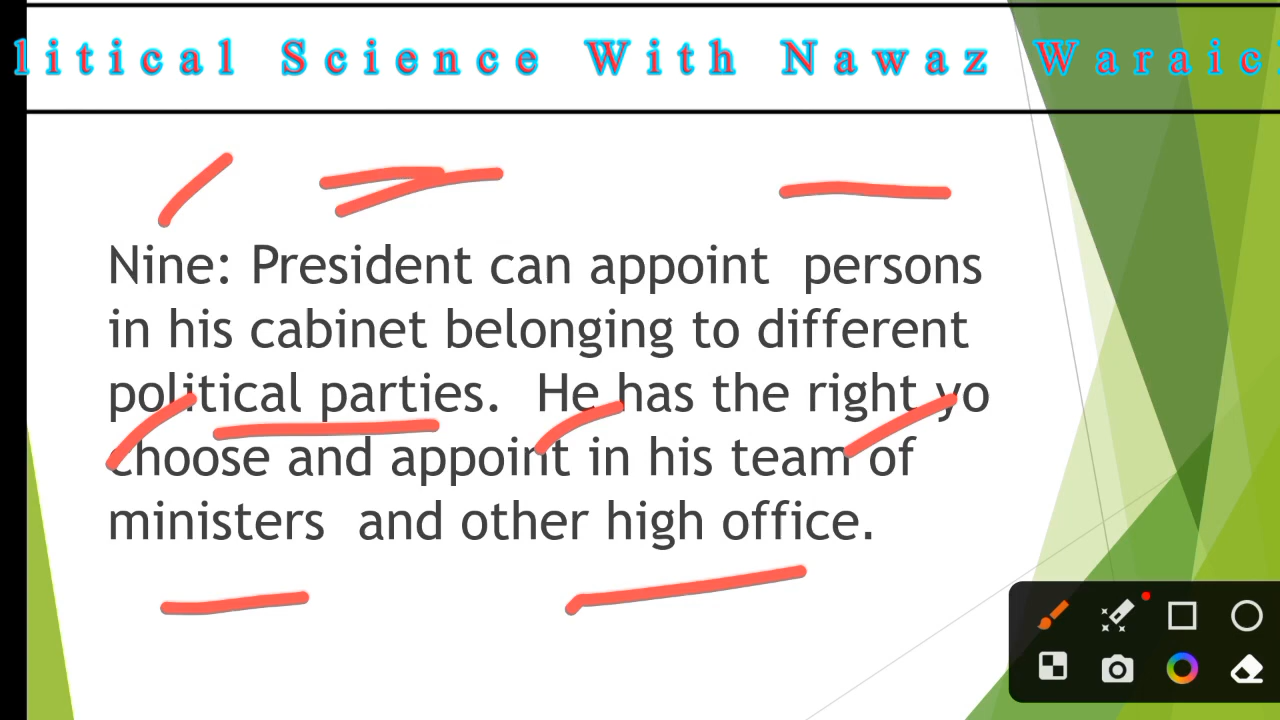 litical Science With Nawaz Waraic
Nine: President can appoint persons
in his cabinet belonging to different
political parties. He has the right yo
choose and appoint in his team of
ministers and other high office.